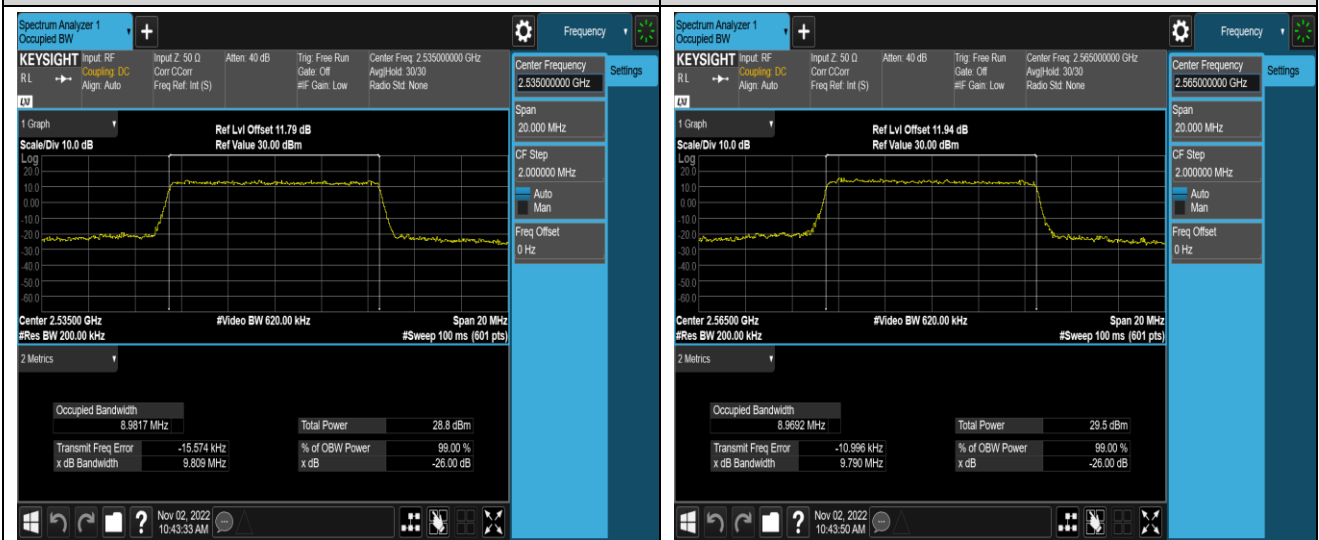 Spectrum Analyzer 1
Occupied BW
+
Frequency
KEYSIGHT
R L
LXI
Input: RF
Coupling: DC
Align: Auto
Input Z: 50 Ω
Corr CCorr
Freq Ref: Int (S)
Atten: 40 dB
Trig: Free Run
Gate: Off
#IF Gain: Low
Center Freq: 2.535000000 GHz
Avg|Hold: 30/30
Radio Std: None
1 Graph
Scale/Div 10.0 dB
Ref Lvl Offset 11.79 dB
Ref Value 30.00 dBm
Log
20.0
10.0
0.00
-10.0
-20.0
-30.0
-40.0
-50.0
-60.0
Center 2.53500 GHz
#Res BW 200.00 kHz
#Video BW 620.00 kHz
Span 20 MHz
#Sweep 100 ms (601 pts)
2 Metrics
Occupied Bandwidth
8.9817 MHz
Transmit Freq Error -15.574 kHz
x dB Bandwidth 9.809 MHz
Total Power 28.8 dBm
% of OBW Power 99.00 %
x dB -26.00 dB
?
Nov 02, 2022
10:43:33 AM
Center Frequency
2.535000000 GHz
Span
20.000 MHz
CF Step
2.000000 MHz
Auto
Man
Freq Offset
0 Hz
Settings
Spectrum Analyzer 1
Occupied BW
+
Frequency
KEYSIGHT
R L
LXI
Input: RF
Coupling: DC
Align: Auto
Input Z: 50 Ω
Corr CCorr
Freq Ref: Int (S)
Atten: 40 dB
Trig: Free Run
Gate: Off
#IF Gain: Low
Center Freq: 2.565000000 GHz
Avg|Hold: 30/30
Radio Std: None
1 Graph
Scale/Div 10.0 dB
Ref Lvl Offset 11.94 dB
Ref Value 30.00 dBm
Log
20.0
10.0
0.00
-10.0
-20.0
-30.0
-40.0
-50.0
-60.0
Center 2.56500 GHz
#Res BW 200.00 kHz
#Video BW 620.00 kHz
Span 20 MHz
#Sweep 100 ms (601 pts)
2 Metrics
Occupied Bandwidth
8.9692 MHz
Transmit Freq Error -10.996 kHz
x dB Bandwidth 9.790 MHz
Total Power 29.5 dBm
% of OBW Power 99.00 %
x dB -26.00 dB
?
Nov 02, 2022
10:43:50 AM
Center Frequency
2.565000000 GHz
Span
20.000 MHz
CF Step
2.000000 MHz
Auto
Man
Freq Offset
0 Hz
Settings